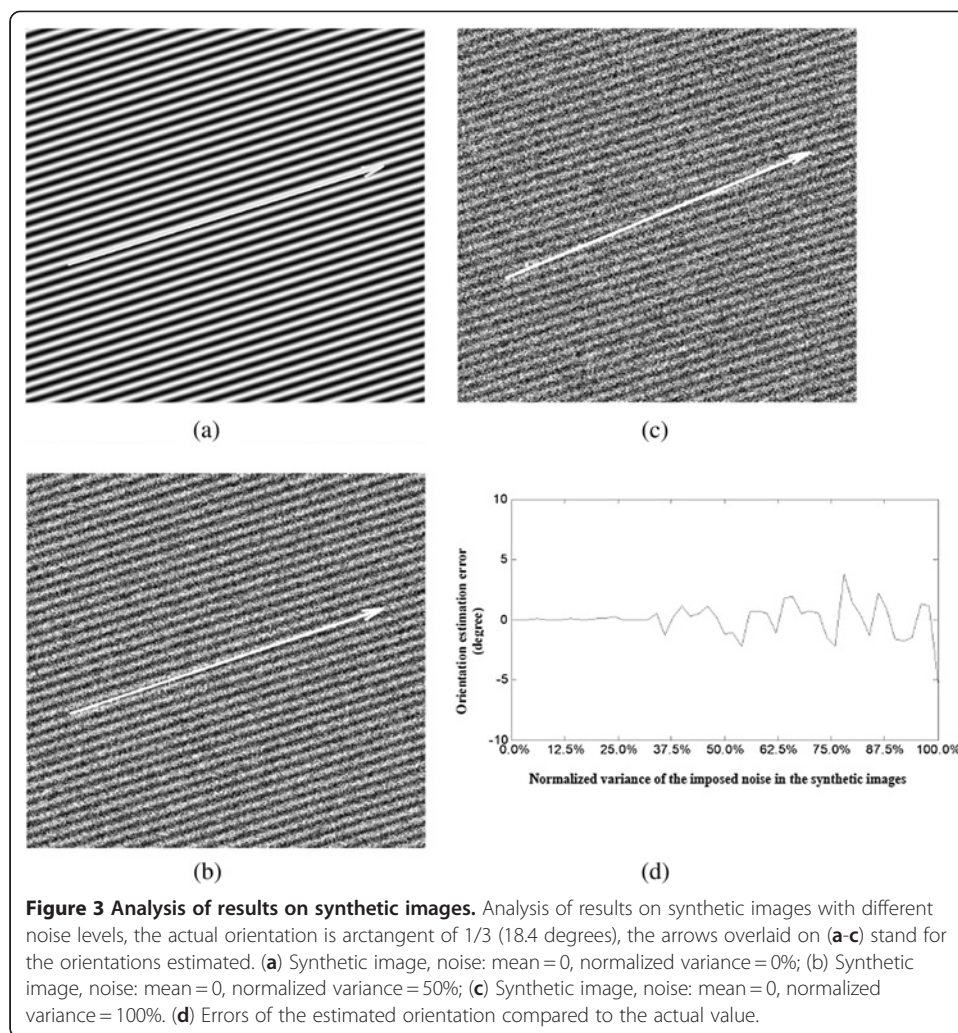 (a)
(c)
(b)
10
5
0
-5
-10
0.0% 12.5% 25.0% 37.5% 50.0% 62.5% 75.0% 87.5% 100.0%
Orientation estimation error
(degree)
Normalized variance of the imposed noise in the synthetic images
(d)
Figure 3 Analysis of results on synthetic images. Analysis of results on synthetic images with different
noise levels, the actual orientation is arctangent of 1/3 (18.4 degrees), the arrows overlaid on (a-c) stand for
the orientations estimated. (a) Synthetic image, noise: mean = 0, normalized variance = 0%; (b) Synthetic
image, noise: mean = 0, normalized variance = 50%; (c) Synthetic image, noise: mean = 0, normalized
variance = 100%. (d) Errors of the estimated orientation compared to the actual value.